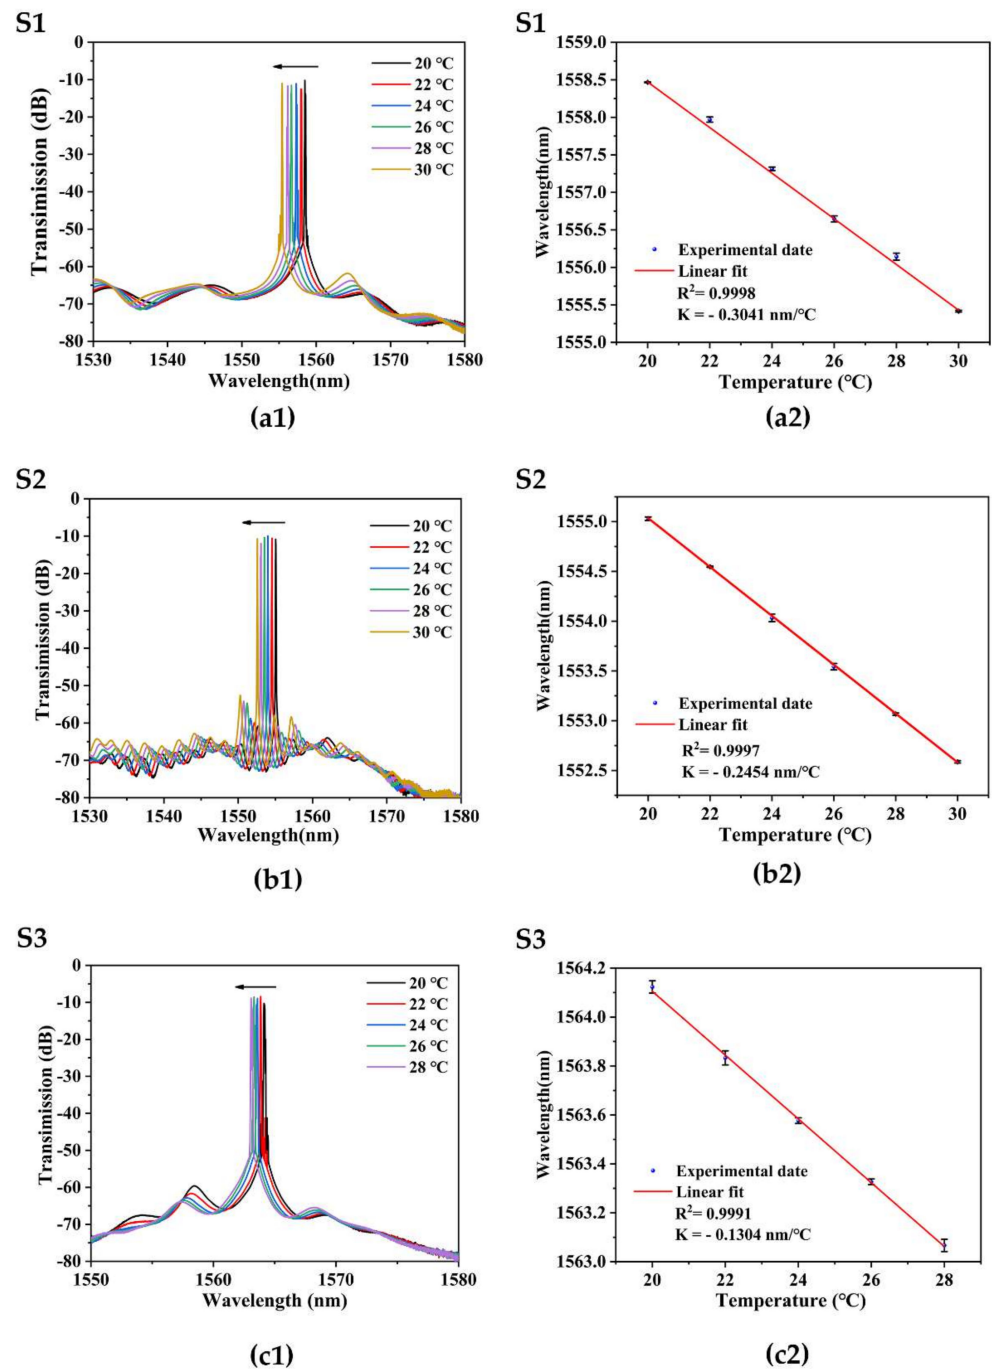 S1
Transimission (dB)
0
-10
-20
-30
-40
-50
-60
-70
-80
20 °C
22 °C
24 °C
26 °C
28 °C
30 °C
1530 1540 1550 1560 1570 1580
Wavelength(nm)
(a1)
S1
Wavelength(nm)
1559.0
1558.5
1558.0
1557.5
1557.0
1556.5
1556.0
1555.5
1555.0
Experimental date
Linear fit
R²= 0.9998
K = - 0.3041 nm/°C
20 22 24 26 28 30
Temperature (°C)
(a2)
S2
Transimission (dB)
0
-10
-20
-30
-40
-50
-60
-70
-80
20 °C
22 °C
24 °C
26 °C
28 °C
30 °C
1530 1540 1550 1560 1570 1580
Wavelength(nm)
(b1)
S2
Wavelength(nm)
1555.0
1554.5
1554.0
1553.5
1553.0
1552.5
Experimental date
Linear fit
R²= 0.9997
K = - 0.2454 nm/°C
20 22 24 26 28 30
Temperature (°C)
(b2)
S3
Transimission (dB)
0
-10
-20
-30
-40
-50
-60
-70
-80
20 °C
22 °C
24 °C
26 °C
28 °C
1550 1560 1570 1580
Wavelength (nm)
(c1)
S3
Wavelength(nm)
1564.2
1564.0
1563.8
1563.6
1563.4
1563.2
1563.0
Experimental date
Linear fit
R²= 0.9991
K = - 0.1304 nm/°C
20 22 24 26 28
Temperature (°C)
(c2)